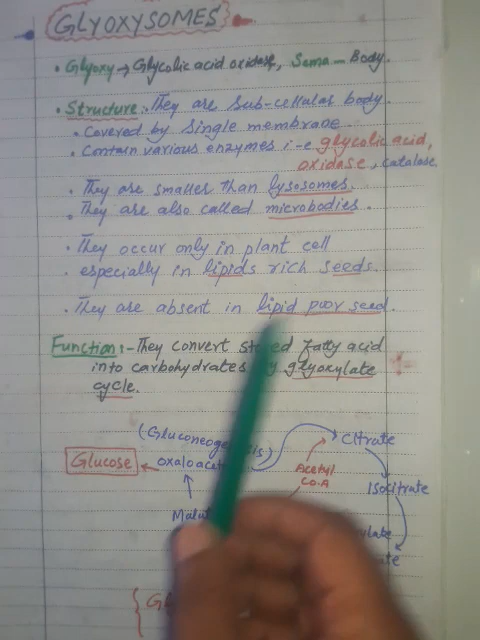 GLYOXYSOMES
• Glyoxy → Glycolic acid oxidase, Soma – Body.
• Structure:- They are sub-cellular body.
• Covered by single membrane
• Contain various enzymes i-e glycolic acid,
oxidase, catalase
• They are smaller than lysosomes.
• They are also called microbodies.
• They occur only in plant cell
• especially in lipids rich seeds.
• They are absent in lipid poor seed.
Function:- They convert stored fatty acid
into carbohydrates by glyoxylate
cycle.
(Gluconeogenesis)
Citrate
Glucose ← oxaloacet
Acetyl
Co.A
Isocitrate
Malat